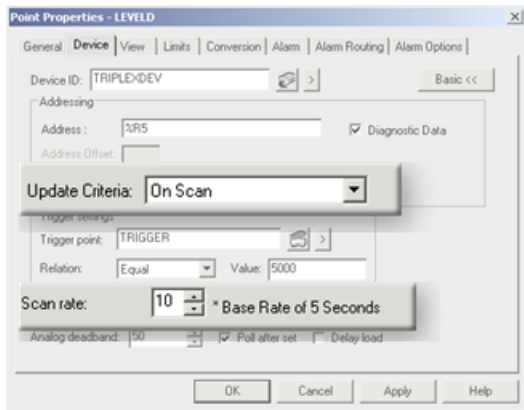 Point Properties - LEVELD
General Device View Limits Conversion Alarm Alarm Routing Alarm Options
Device ID: TRIPLEXDEV > Basic <<
Addressing
Address : %R5 Diagnostic Data
Address Offset:
Update Criteria: On Scan
Trigger settings
Trigger point: TRIGGER >
Relation: Equal Value: 5000
Scan rate: 10 * Base Rate of 5 Seconds
Analog deadband: 50 Poll after set Delay load
OK Cancel Apply Help